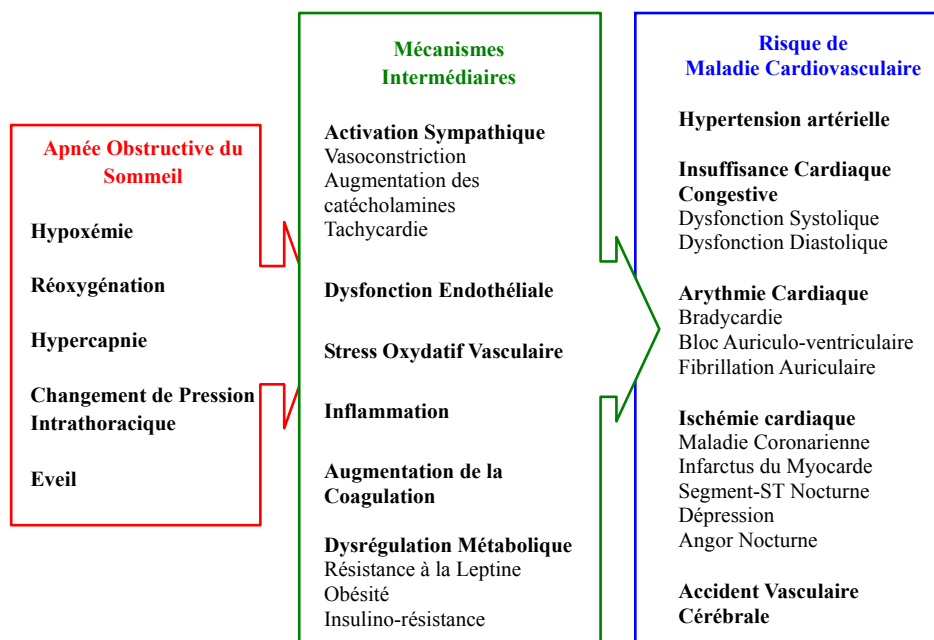 Apnée Obstructive du
Sommeil
Hypoxémie
Réoxygénation
Hypercapnie
Changement de Pression
Intrathoracique
Eveil
Mécanismes
Intermédiaires
Activation Sympathique
Vasoconstriction
Augmentation des
catécholamines
Tachycardie
Dysfonction Endothéliale
Stress Oxydatif Vasculaire
Inflammation
Augmentation de la
Coagulation
Dysrégulation Métabolique
Résistance à la Leptine
Obésité
Insulino-résistance
Risque de
Maladie Cardiovasculaire
Hypertension artérielle
Insuffisance Cardiaque
Congestive
Dysfonction Systolique
Dysfonction Diastolique
Arythmie Cardiaque
Bradycardie
Bloc Auriculo-ventriculaire
Fibrillation Auriculaire
Ischémie cardiaque
Maladie Coronarienne
Infarctus du Myocarde
Segment-ST Nocturne
Dépression
Angor Nocturne
Accident Vasculaire
Cérébrale